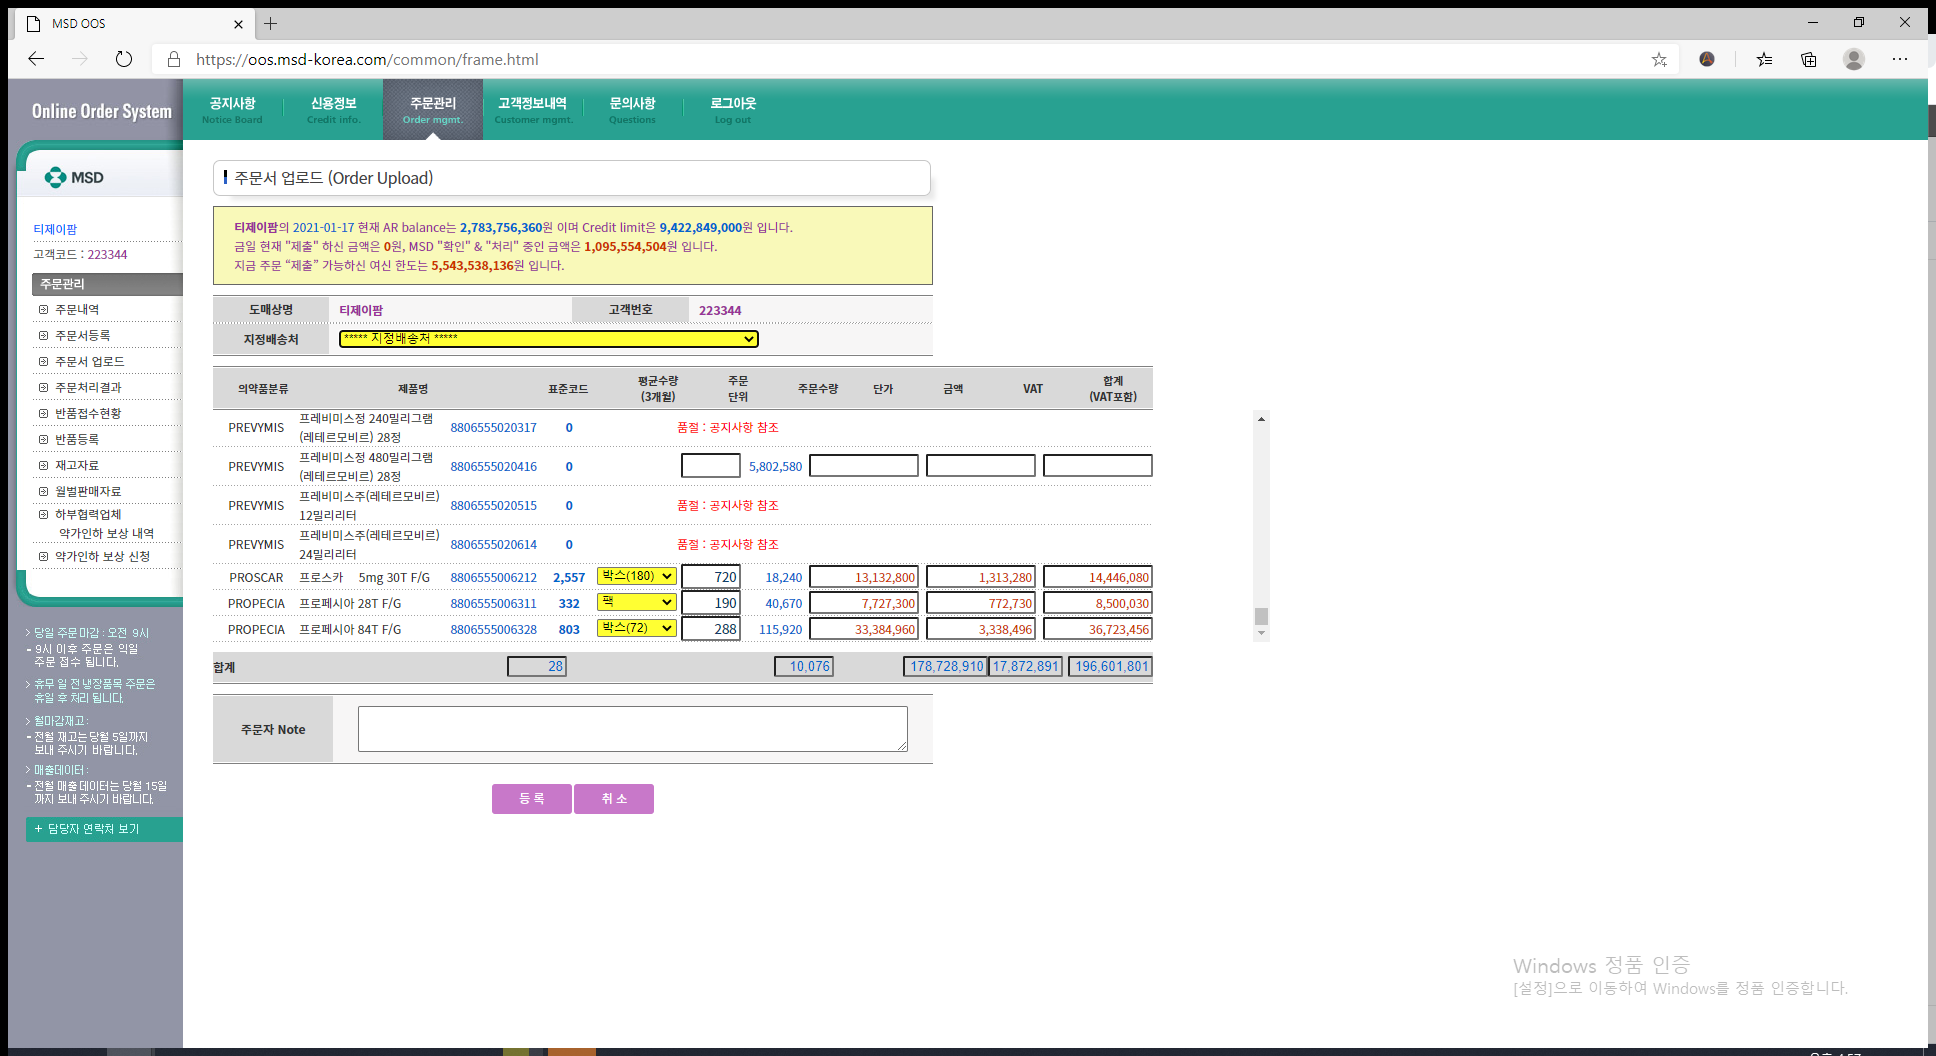 MSD OOS
https://oos.msd-korea.com/common/frame.html
Online Order System
공지사항 신용정보 주문관리 고객정보내역 문의사항 로그아웃
Notice Board Credit info. Order mgmt. Customer mgmt. Questions Log out
MSD
티제이팜
고객코드 : 223344
주문관리
주문내역
주문서등록
주문서 업로드
주문처리결과
반품접수현황
반품등록
재고자료
월별판매자료
하부협력업체
약가인하 보상 내역
약가인하 보상 신청
> 당일 주문마감 : 오전 9시
- 9시 이후 주문은 익일
주문 접수 됩니다.
> 휴무 일 전 냉장품목 주문은
휴일 후 처리 됩니다.
> 월마감재고 :
- 전월 재고는 당월 5일까지
보내 주시기 바랍니다.
> 매출데이터 :
- 전월 매출데이터는 당월 15일
까지 보내 주시기 바랍니다.
+ 담당자 연락처 보기
주문서 업로드 (Order Upload)
티제이팜의 2021-01-17 현재 AR balance는 2,783,756,360원 이며 Credit limit은 9,422,849,000원 입니다.
금일 현재 "제출" 하신 금액은 0원, MSD "확인" & "처리" 중인 금액은 1,095,554,504원 입니다.
지금 주문 “제출” 가능하신 여신 한도는 5,543,538,136원 입니다.
도매상명 티제이팜 고객번호 223344
지정배송처 ***** 지정배송처 *****
의약품분류 제품명 표준코드 평균수량 (3개월) 주문 단위 주문수량 단가 금액 VAT 합계 (VAT포함)
PREVYMIS 프레비미스정 240밀리그램 (레테르모비르) 28정 8806555020317 0 품절 : 공지사항 참조
PREVYMIS 프레비미스정 480밀리그램 (레테르모비르) 28정 8806555020416 0 5,802,580
PREVYMIS 프레비미스주(레테르모비르) 12밀리리터 8806555020515 0 품절 : 공지사항 참조
PREVYMIS 프레비미스주(레테르모비르) 24밀리리터 8806555020614 0 품절 : 공지사항 참조
PROSCAR 프로스카 5mg 30T F/G 8806555006212 2,557 박스(180) 720 18,240 13,132,800 1,313,280 14,446,080
PROPECIA 프로페시아 28T F/G 8806555006311 332 팩 190 40,670 7,727,300 772,730 8,500,030
PROPECIA 프로페시아 84T F/G 8806555006328 803 박스(72) 288 115,920 33,384,960 3,338,496 36,723,456
합계 28 10,076 178,728,910 17,872,891 196,601,801
주문자 Note
등 록 취 소
Windows 정품 인증
[설정]으로 이동하여 Windows를 정품 인증합니다.